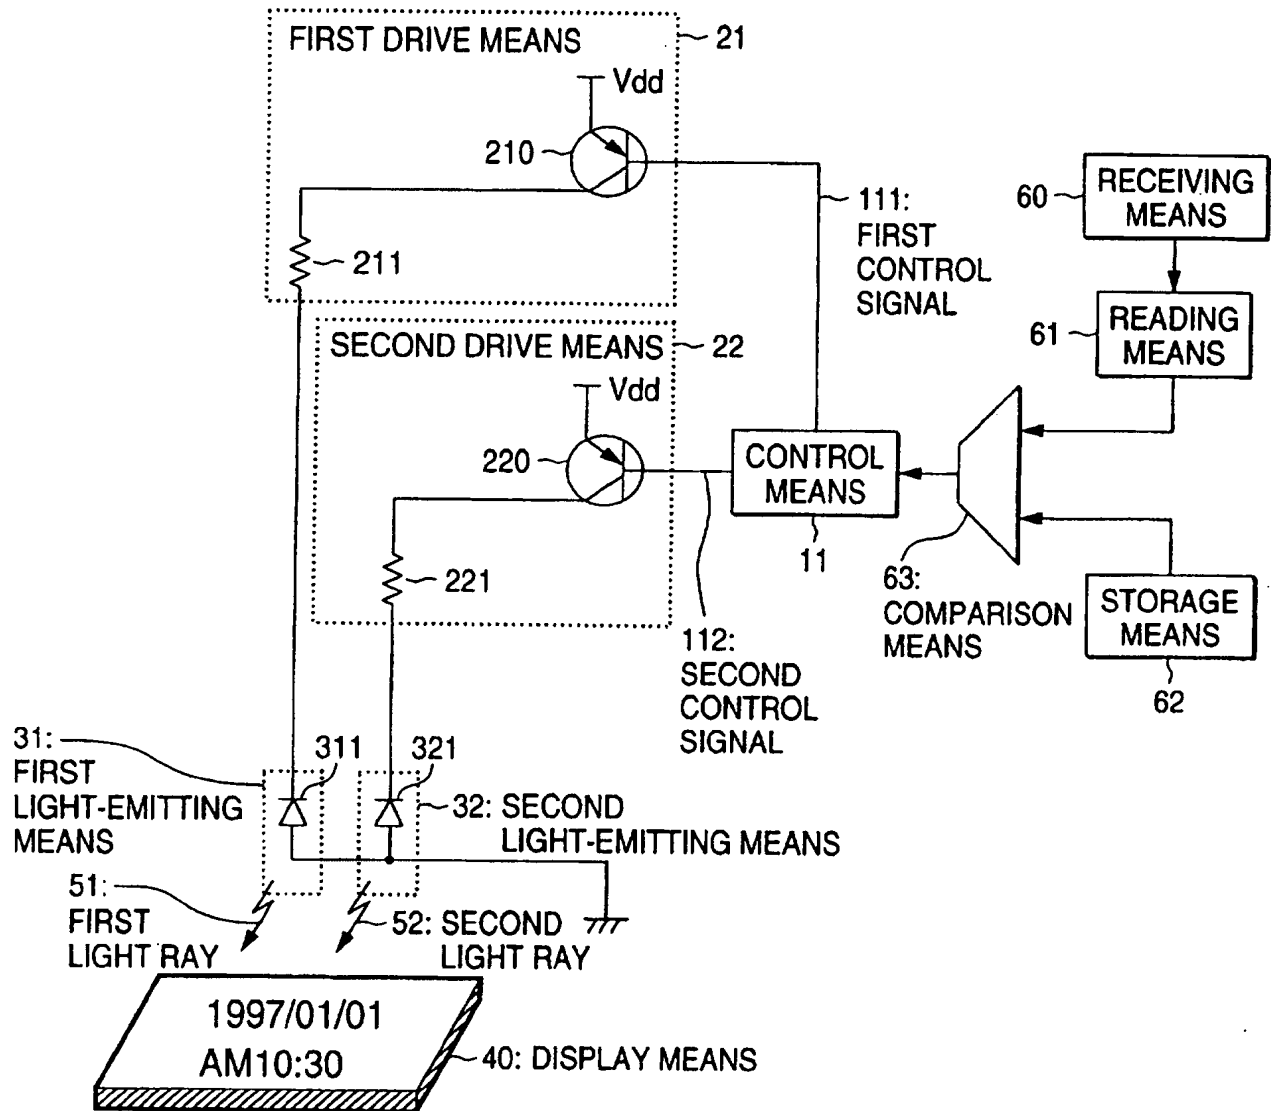 FIRST DRIVE MEANS
21
Vdd
210
211
111:
FIRST
CONTROL
SIGNAL
60
RECEIVING
MEANS
61
READING
MEANS
SECOND DRIVE MEANS
22
Vdd
220
221
CONTROL
MEANS
11
112:
SECOND
CONTROL
SIGNAL
63:
COMPARISON
MEANS
STORAGE
MEANS
62
31:
FIRST
LIGHT-EMITTING
MEANS
311
321
32: SECOND
LIGHT-EMITTING MEANS
51:
FIRST
LIGHT RAY
52: SECOND
LIGHT RAY
1997/01/01
AM10:30
40: DISPLAY MEANS